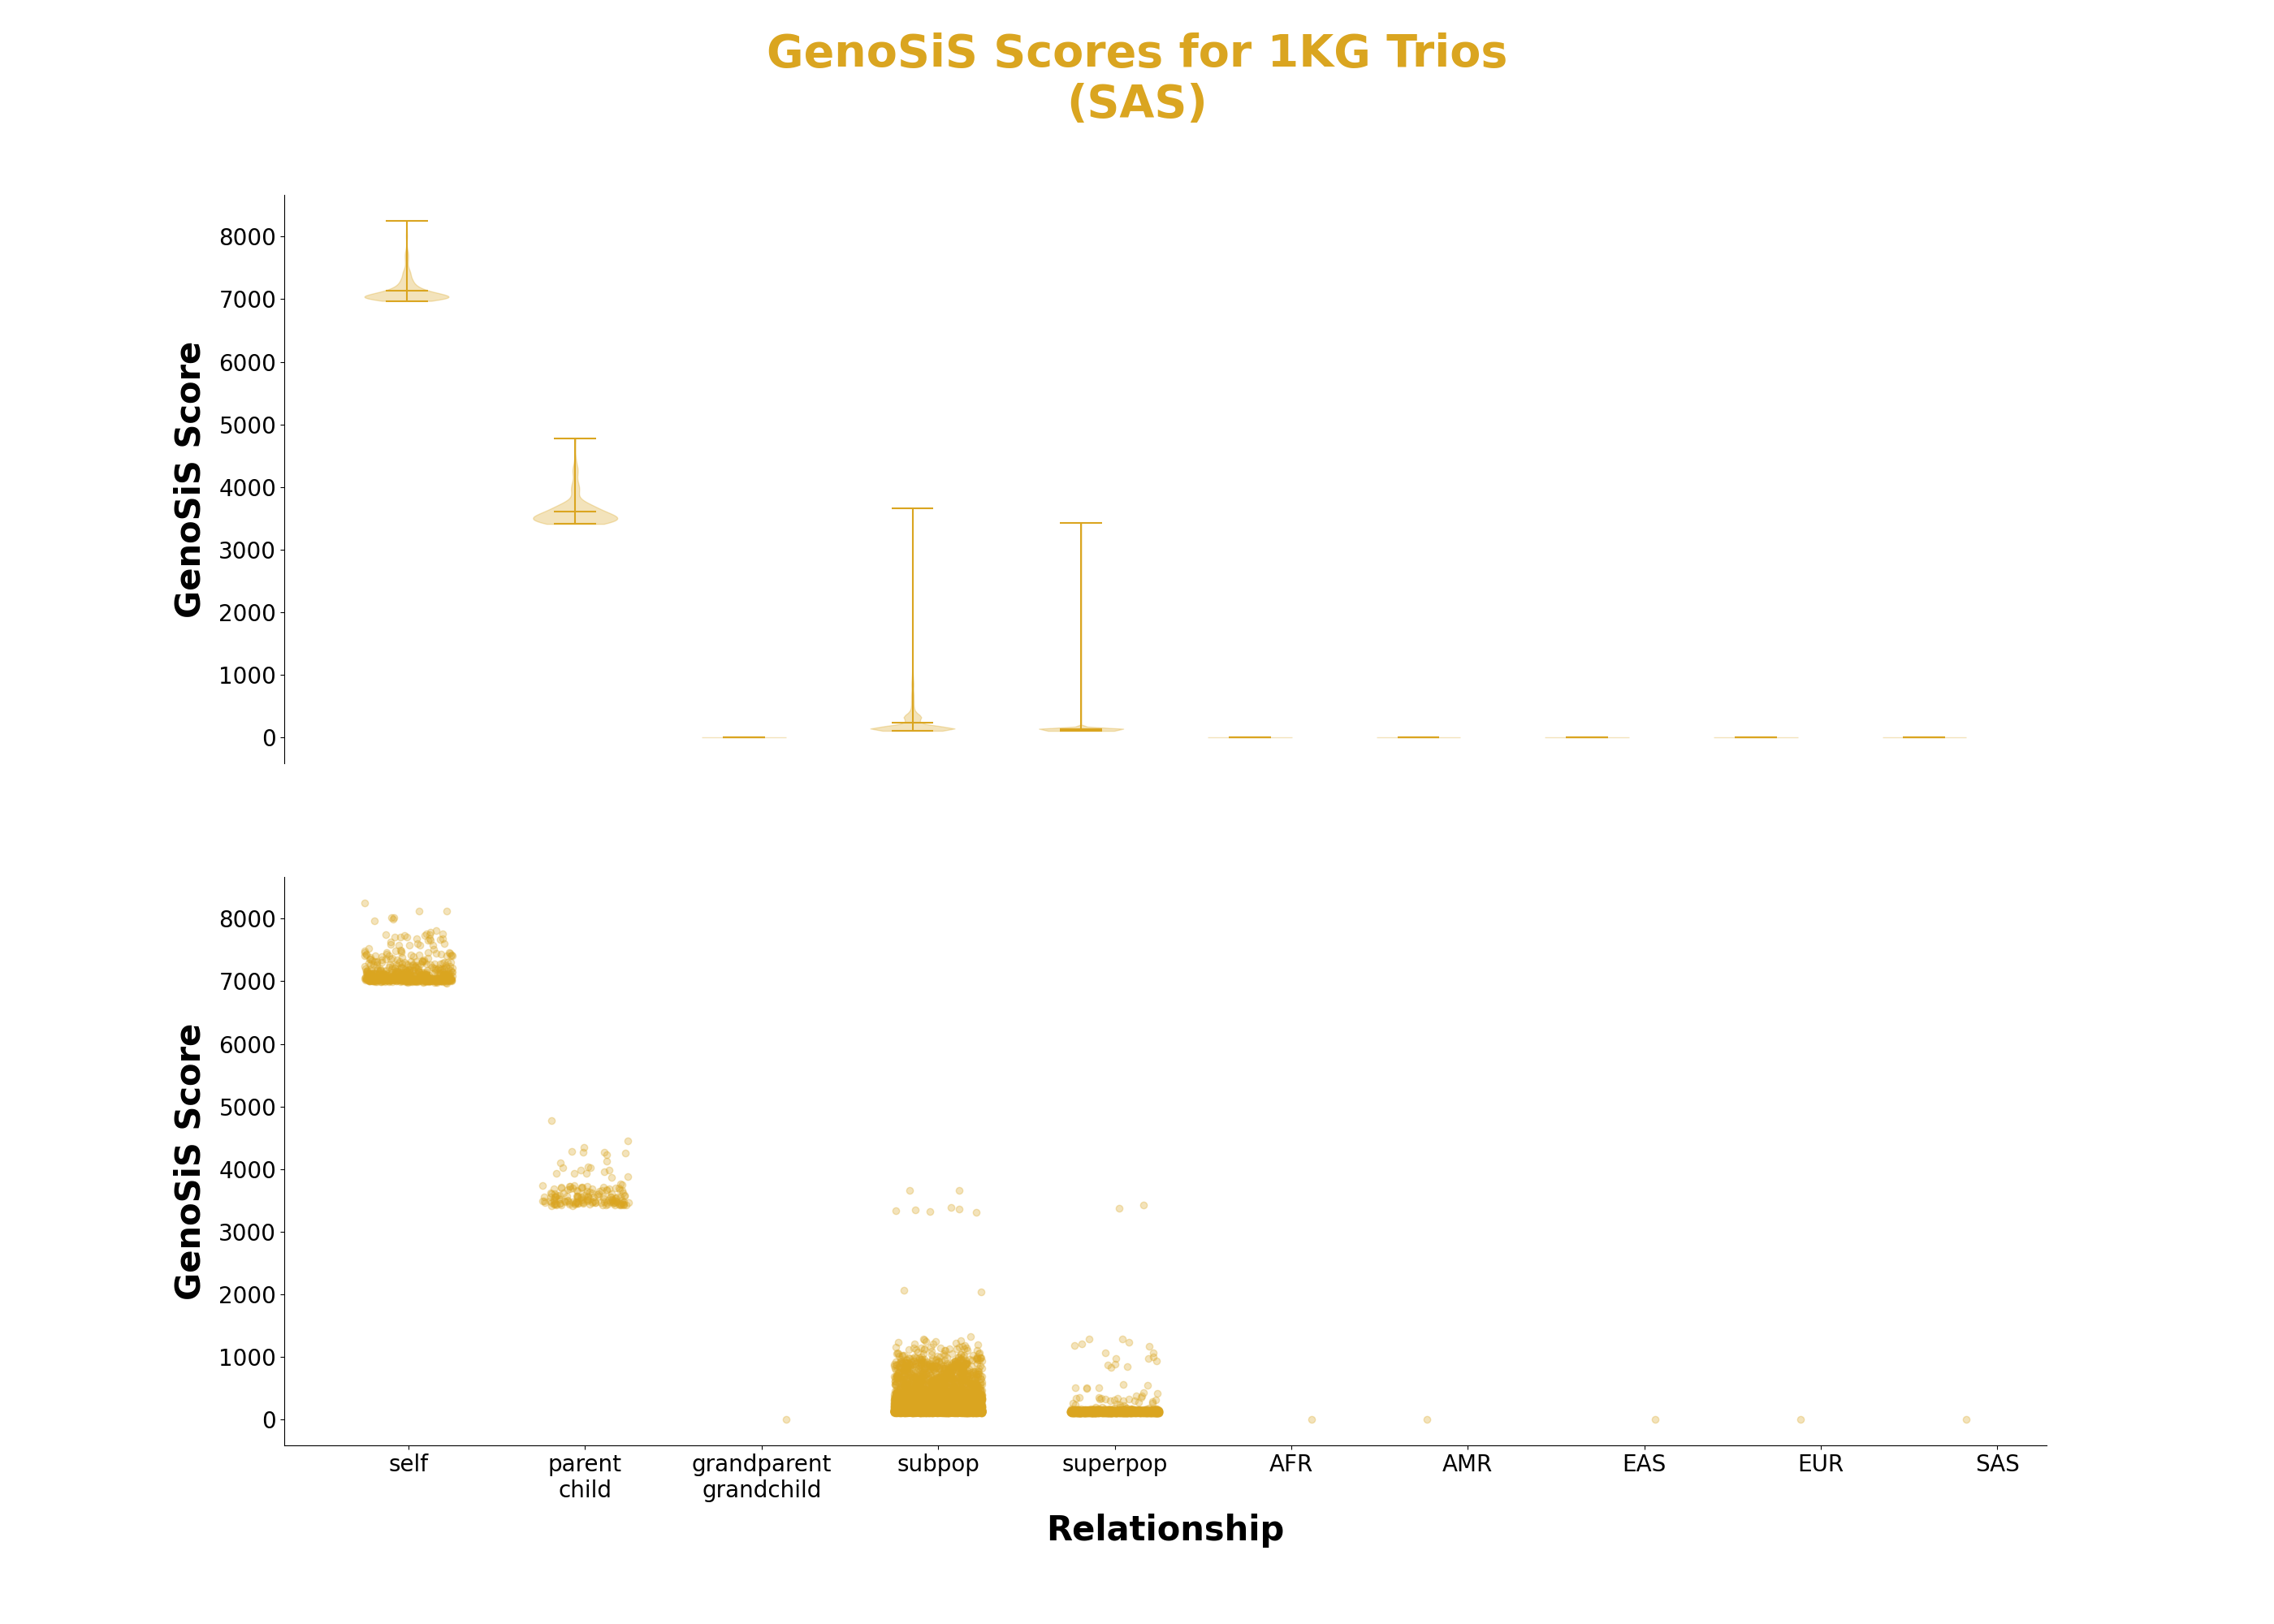 GenoSiS Scores for 1KG Trios
(SAS)
GenoSiS Score
8000
7000
6000
5000
4000
3000
2000
1000
0
GenoSiS Score
8000
7000
6000
5000
4000
3000
2000
1000
0
self
parent
child
grandparent
grandchild
subpop
superpop
AFR
AMR
EAS
EUR
SAS
Relationship